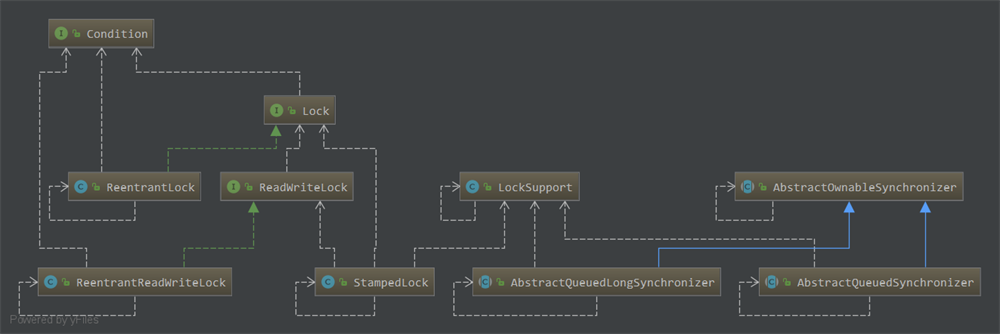 Condition
Lock
ReentrantLock
ReadWriteLock
LockSupport
AbstractOwnableSynchronizer
ReentrantReadWriteLock
StampedLock
AbstractQueuedLongSynchronizer
AbstractQueuedSynchronizer
Powered by yFiles